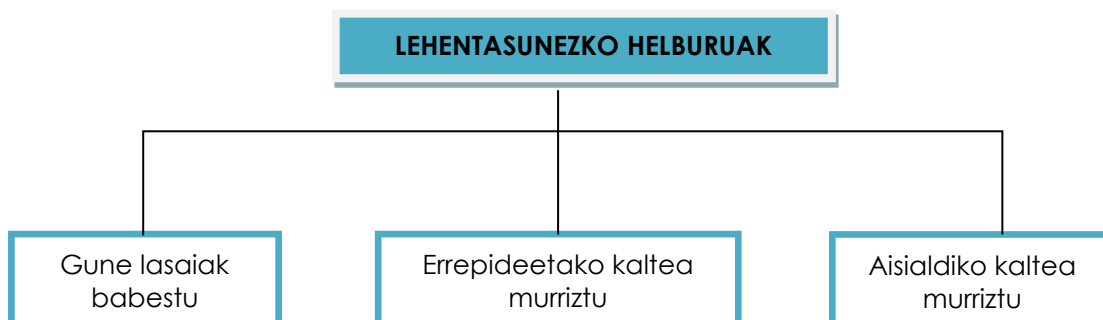 LEHENTASUNEZKO HELBURUAK
Gune lasaiak
babestu
Errepideetako kaltea
murriztu
Aisialdiko kaltea
murriztu